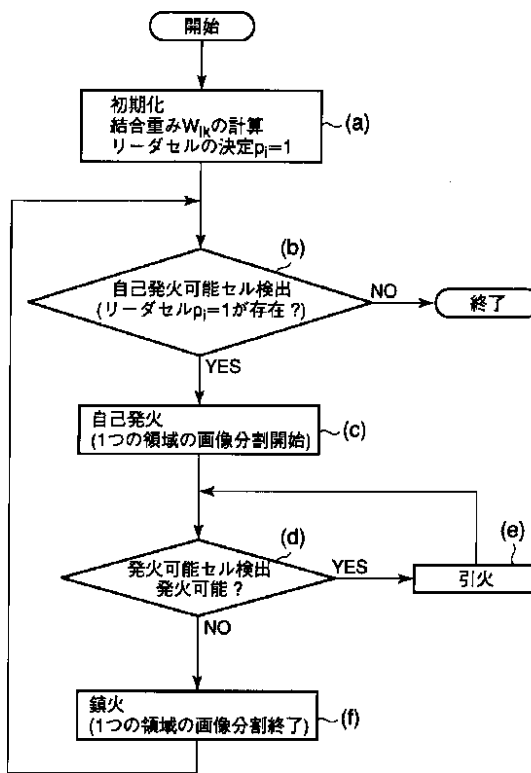 開始
初期化
結合重みWikの計算
リーダセルの決定pi=1
(a)
(b)
自己発火可能セル検出
(リーダセルpi=1が存在?)
NO
終了
YES
自己発火
(1つの領域の画像分割開始)
(c)
(d)
発火可能セル検出
発火可能?
YES
(e)
引火
NO
鎮火
(1つの領域の画像分割終了)
(f)